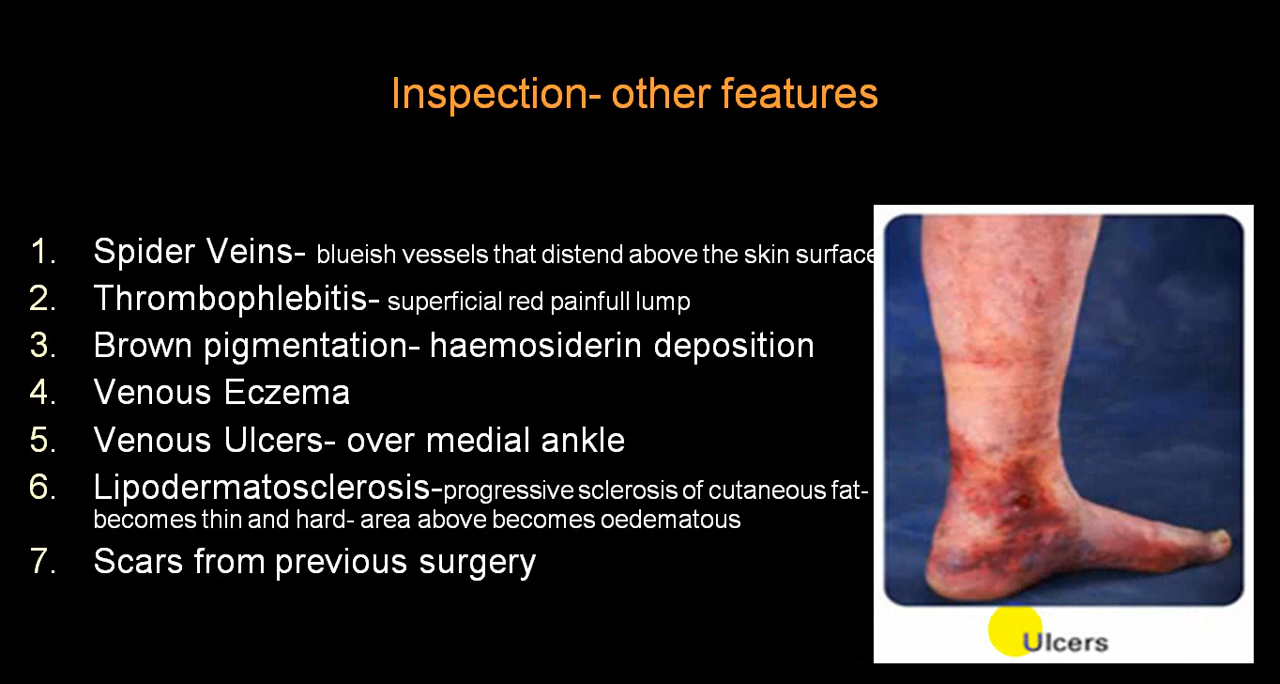 Inspection- other features
1. Spider Veins- blueish vessels that distend above the skin surface
2. Thrombophlebitis- superficial red painfull lump
3. Brown pigmentation- haemosiderin deposition
4. Venous Eczema
5. Venous Ulcers- over medial ankle
6. Lipodermatosclerosis-progressive sclerosis of cutaneous fat-
becomes thin and hard- area above becomes oedematous
7. Scars from previous surgery
Ulcers